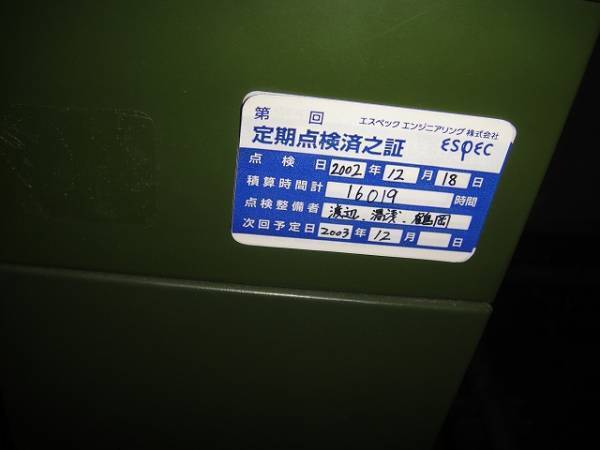 第 回 エスペック エンジニアリング 株式会社
定期点検済之証 ESPEC
点検日 2002 年 12 月 18 日
積算時間計 16019 時間
点検整備者 渡辺、湯浅、鶴岡
次回予定日 2003 年 12 月 日